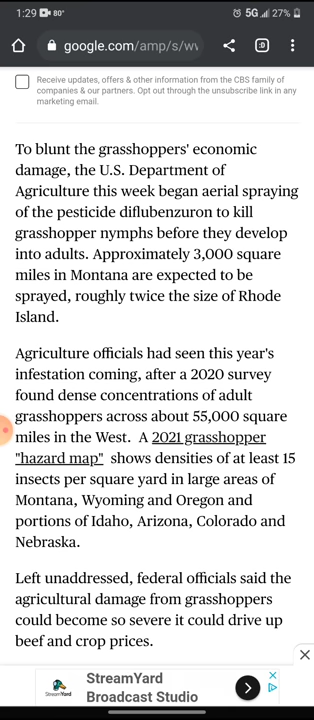 1:29 80° 5G 27%
google.com/amp/s/w
:D
Receive updates, offers & other information from the CBS family of
companies & our partners. Opt out through the unsubscribe link in any
marketing email.
To blunt the grasshoppers' economic
damage, the U.S. Department of
Agriculture this week began aerial spraying
of the pesticide diflubenzuron to kill
grasshopper nymphs before they develop
into adults. Approximately 3,000 square
miles in Montana are expected to be
sprayed, roughly twice the size of Rhode
Island.
Agriculture officials had seen this year's
infestation coming, after a 2020 survey
found dense concentrations of adult
grasshoppers across about 55,000 square
miles in the West. A 2021 grasshopper
"hazard map" shows densities of at least 15
insects per square yard in large areas of
Montana, Wyoming and Oregon and
portions of Idaho, Arizona, Colorado and
Nebraska.
Left unaddressed, federal officials said the
agricultural damage from grasshoppers
could become so severe it could drive up
beef and crop prices.
StreamYard
StreamYard
Broadcast Studio